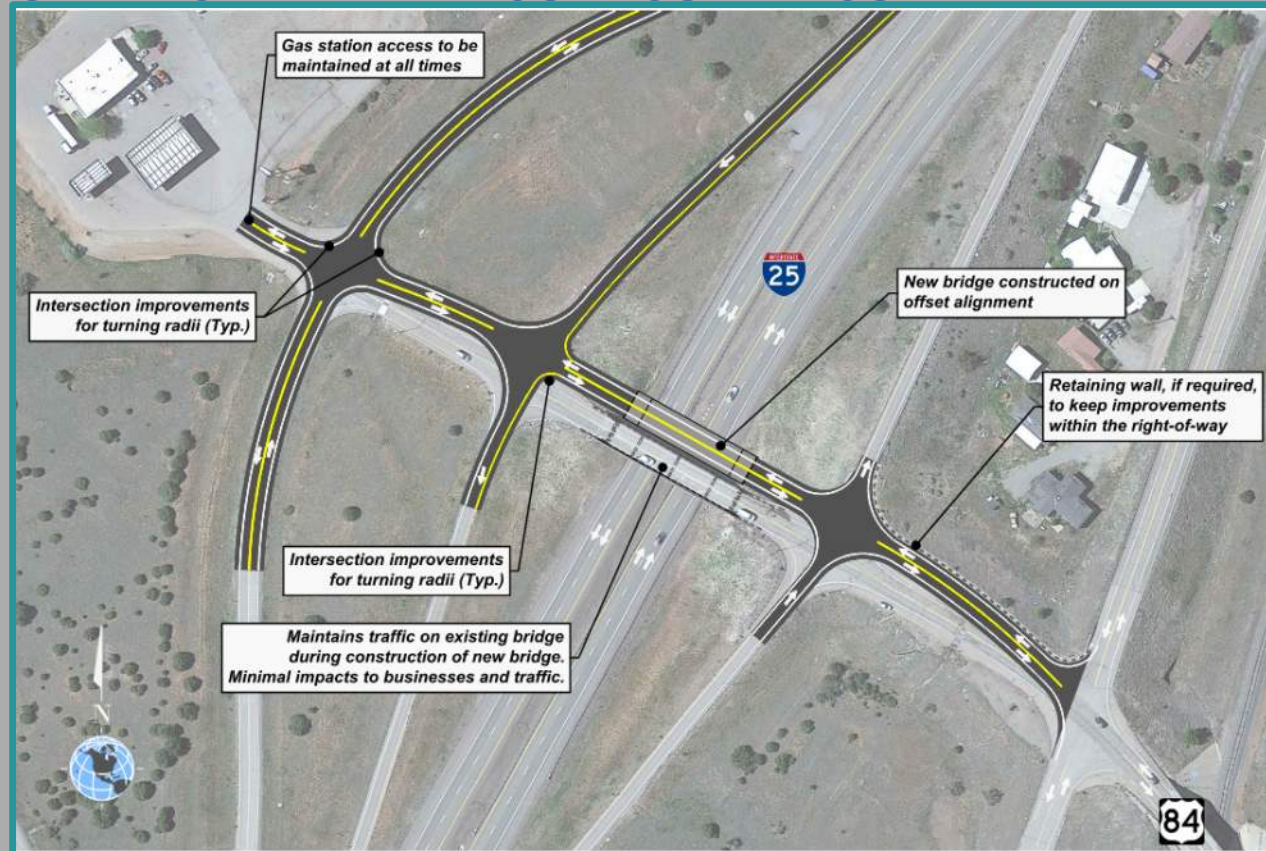 Gas station access to be
maintained at all times
INTERSTATE
25
New bridge constructed on
offset alignment
Intersection improvements
for turning radii (Typ.)
Retaining wall, if required,
to keep improvements
within the right-of-way
Intersection improvements
for turning radii (Typ.)
Maintains traffic on existing bridge
during construction of new bridge.
Minimal impacts to businesses and traffic.
N
84